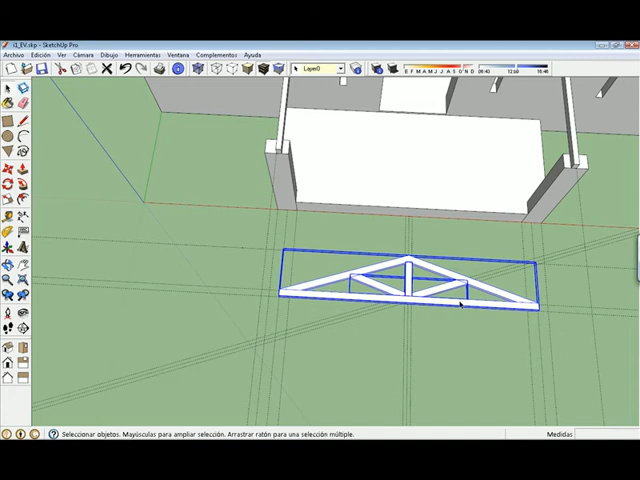 i1_EV.skp - SketchUp Pro
Archivo Edición Ver Cámara Dibujo Herramientas Ventana Complementos Ayuda
Layer0
E F M A M J J A S O N D
Seleccionar objetos. Mayúsculas para ampliar selección. Arrastrar ratón para una selección múltiple.
Medidas